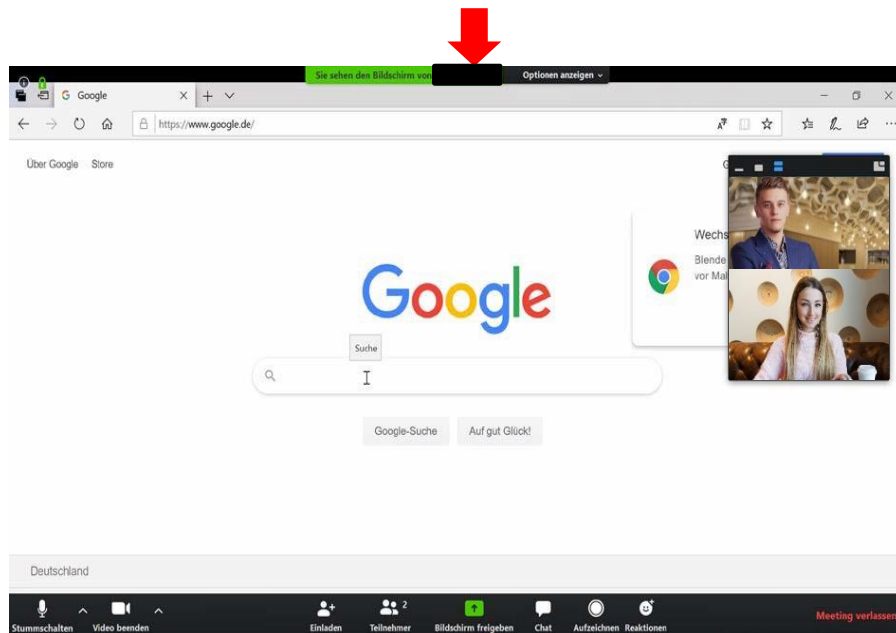 Sie sehen den Bildschirm von
Optionen anzeigen
Google
https://www.google.de/
Über Google Store
G
Wechs
Blende
vor Mal
Google
Suche
Google-Suche Auf gut Glück!
Deutschland
2
Stummschalten Video beenden Einladen Teilnehmer Bildschirm freigeben Chat Aufzeichnen Reaktionen Meeting verlassen